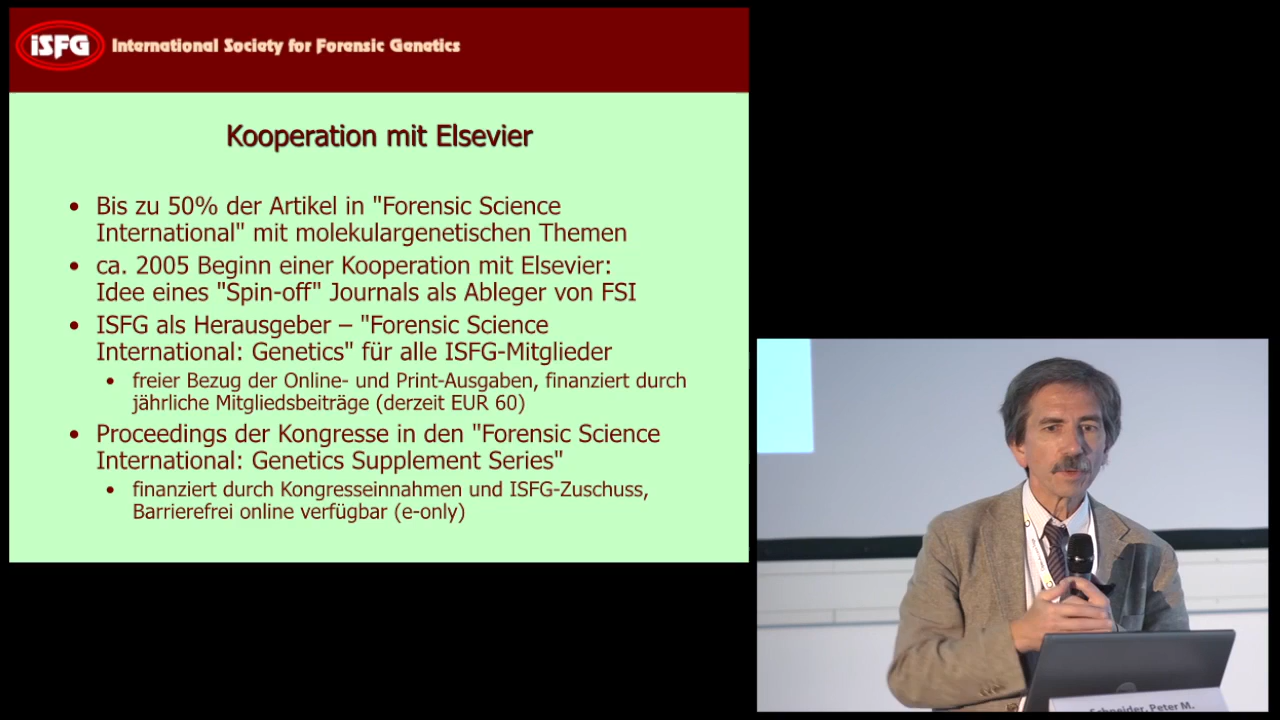 iSFG International Society for Forensic Genetics
Kooperation mit Elsevier
• Bis zu 50% der Artikel in "Forensic Science
International" mit molekulargenetischen Themen
• ca. 2005 Beginn einer Kooperation mit Elsevier:
Idee eines "Spin-off" Journals als Ableger von FSI
• ISFG als Herausgeber – "Forensic Science
International: Genetics" für alle ISFG-Mitglieder
• freier Bezug der Online- und Print-Ausgaben, finanziert durch
jährliche Mitgliedsbeiträge (derzeit EUR 60)
• Proceedings der Kongresse in den "Forensic Science
International: Genetics Supplement Series"
• finanziert durch Kongresseinnahmen und ISFG-Zuschuss,
Barrierefrei online verfügbar (e-only)
Schneider, Peter M.